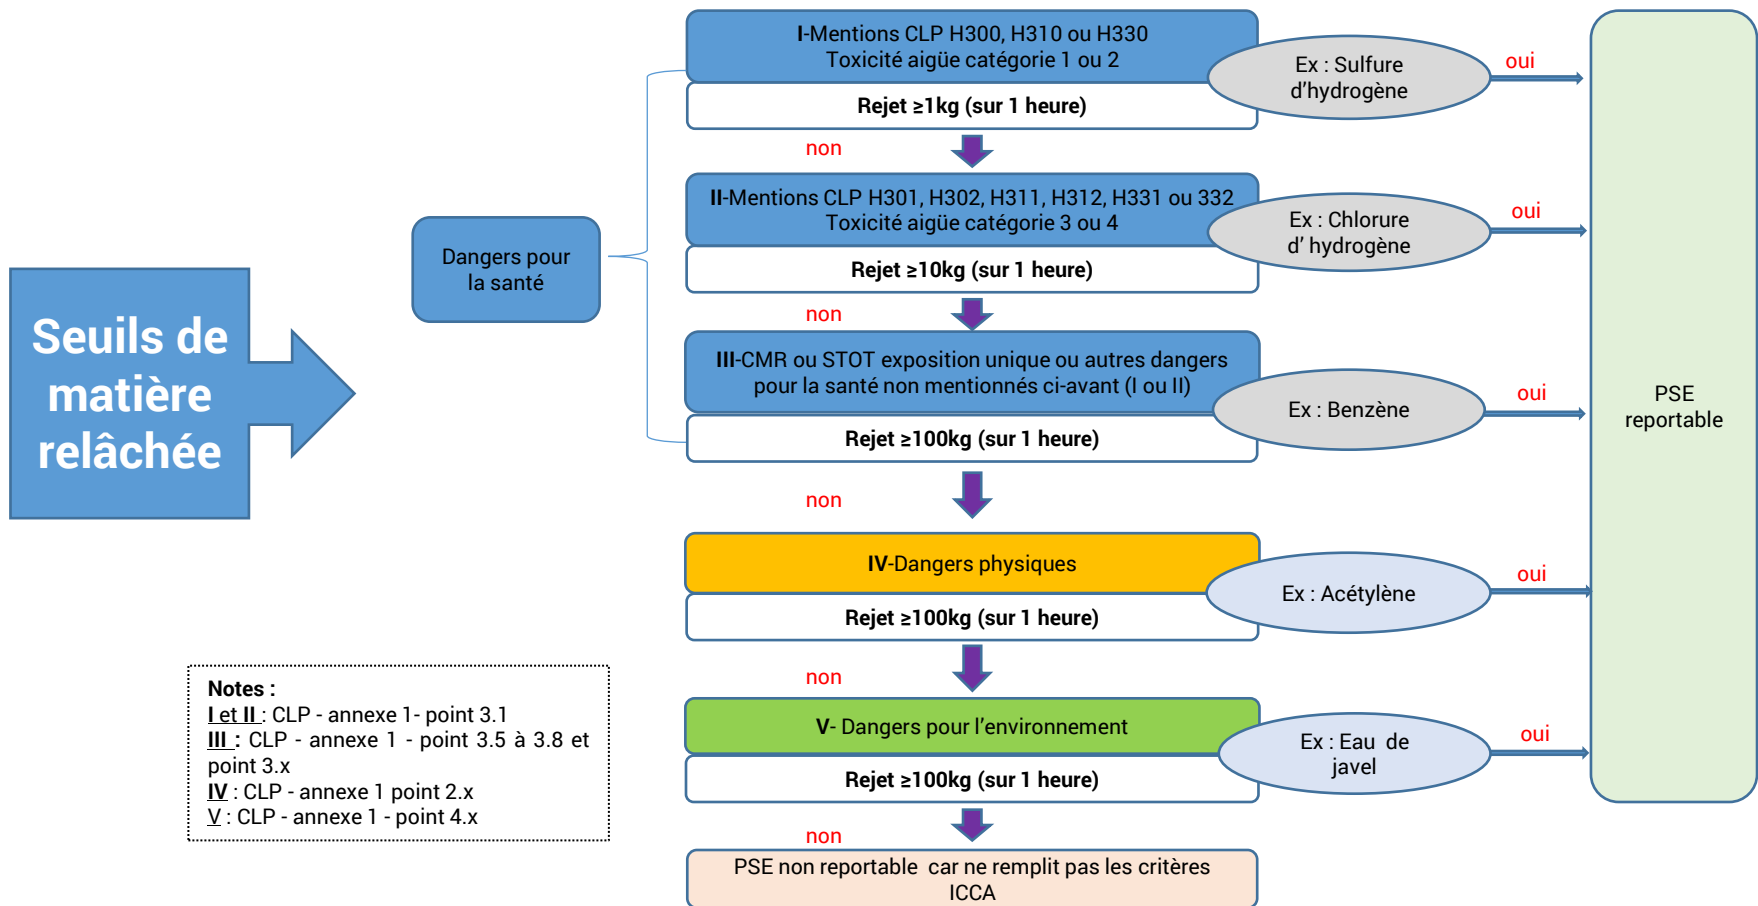 Seuils de
matière
relâchée
Dangers pour
la santé
I-Mentions CLP H300, H310 ou H330
Toxicité aigüe catégorie 1 ou 2
Rejet ≥1kg (sur 1 heure)
Ex : Sulfure
d'hydrogène
oui
non
II-Mentions CLP H301, H302, H311, H312, H331 ou 332
Toxicité aigüe catégorie 3 ou 4
Rejet ≥10kg (sur 1 heure)
Ex : Chlorure
d' hydrogène
oui
non
III-CMR ou STOT exposition unique ou autres dangers
pour la santé non mentionnés ci-avant (I ou II)
Rejet ≥100kg (sur 1 heure)
Ex : Benzène
oui
non
IV-Dangers physiques
Rejet ≥100kg (sur 1 heure)
Ex : Acétylène
oui
non
V- Dangers pour l'environnement
Rejet ≥100kg (sur 1 heure)
Ex : Eau de
javel
oui
non
PSE non reportable car ne remplit pas les critères
ICCA
PSE
reportable
Notes :
I et II : CLP - annexe 1- point 3.1
III : CLP - annexe 1 - point 3.5 à 3.8 et
point 3.x
IV : CLP - annexe 1 point 2.x
V : CLP - annexe 1 - point 4.x